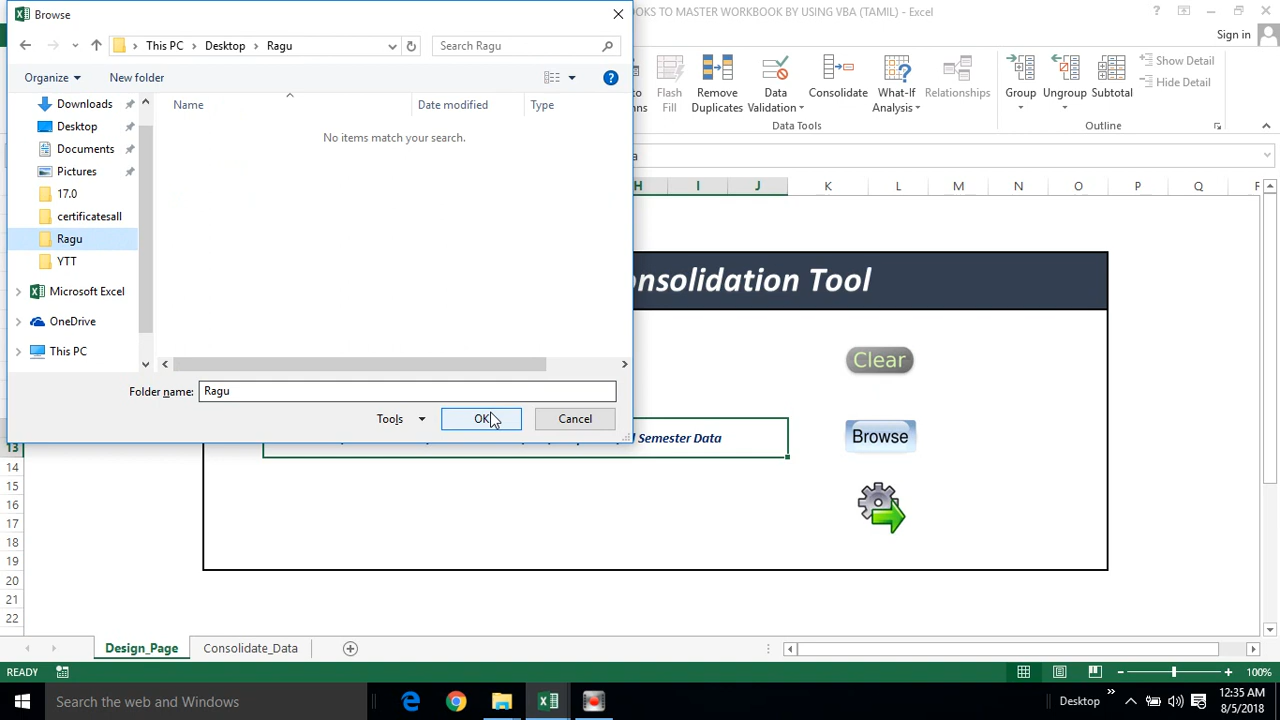 Browse
OOKS TO MASTER WORKBOOK BY USING VBA (TAMIL) - Excel
Sign in
This PC
Desktop
Ragu
Search Ragu
Organize
New folder
Flash Fill
Remove Duplicates
Data Validation
Consolidate
What-If Analysis
Relationships
Group
Ungroup
Subtotal
Show Detail
Hide Detail
Data Tools
Outline
Downloads
Desktop
Documents
Pictures
17.0
certificatesall
Ragu
YTT
Microsoft Excel
OneDrive
This PC
Name
Date modified
Type
No items match your search.
Folder name:
Ragu
Tools
OK
Cancel
H I J K L M N O P Q
onsolidation Tool
Clear
Semester Data
Browse
13
14
15
16
17
18
19
20
21
22
Design_Page
Consolidate_Data
READY
100%
Search the web and Windows
Desktop
12:35 AM
8/5/2018